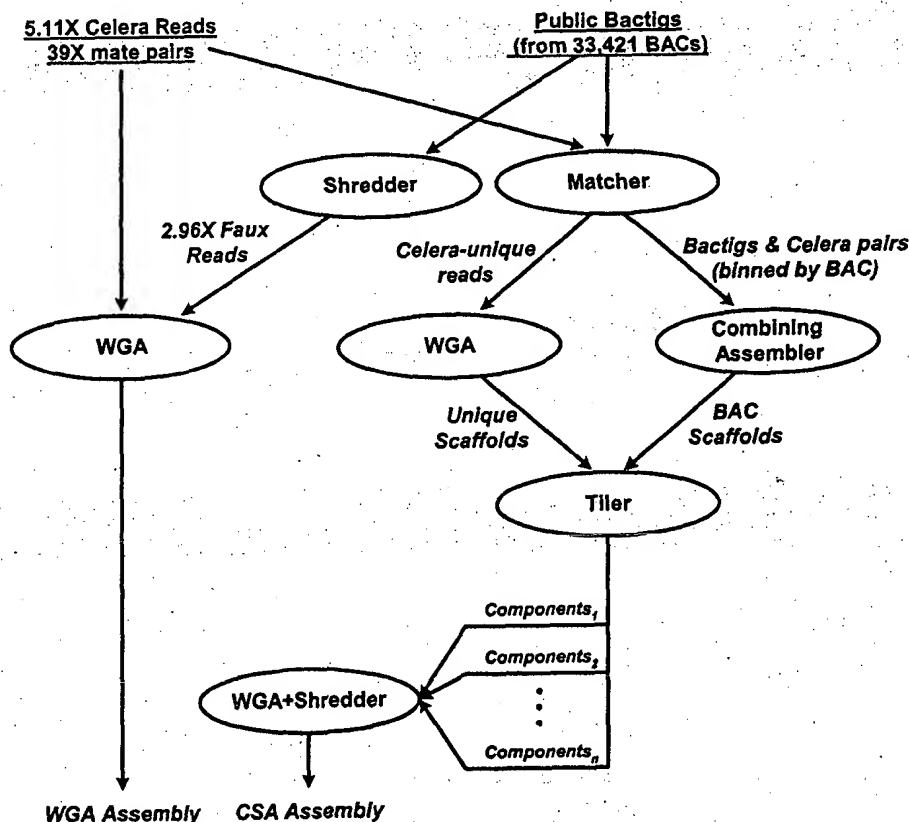 5.11X Celera Reads
39X mate pairs
Public Bactigs
(from 33,421 BACs)
Shredder
Matcher
2.96X Faux
Reads
Celera-unique
reads
Bactigs & Celera pairs
(binned by BAC)
WGA
WGA
Combining
Assembler
Unique
Scaffolds
BAC
Scaffolds
Tiler
Components1
Components2
WGA+Shredder
Componentsn
WGA Assembly
CSA Assembly